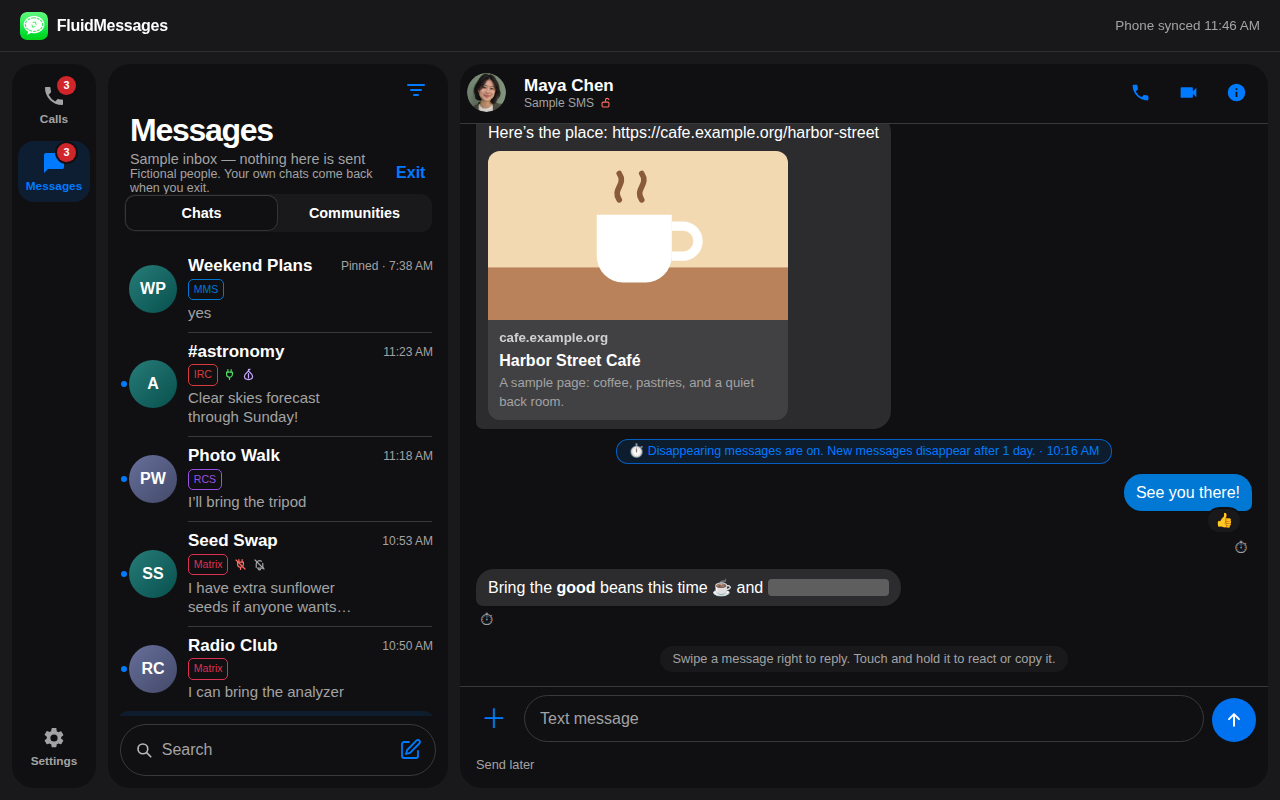 FluidMessages
Phone synced 11:46 AM
3
Calls
3
Messages
Settings
Messages
Sample inbox — nothing here is sent
Fictional people. Your own chats come back
when you exit.
Exit
Chats
Communities
WP
Weekend Plans
Pinned · 7:38 AM
MMS
yes
A
#astronomy
11:23 AM
IRC
Clear skies forecast
through Sunday!
PW
Photo Walk
11:18 AM
RCS
I’ll bring the tripod
SS
Seed Swap
10:53 AM
Matrix
I have extra sunflower
seeds if anyone wants…
RC
Radio Club
10:50 AM
Matrix
I can bring the analyzer
Search
Maya Chen
Sample SMS
Here’s the place: https://cafe.example.org/harbor-street
cafe.example.org
Harbor Street Café
A sample page: coffee, pastries, and a quiet
back room.
⏱️ Disappearing messages are on. New messages disappear after 1 day. · 10:16 AM
See you there!
👍
Bring the good beans this time ☕ and
Swipe a message right to reply. Touch and hold it to react or copy it.
Text message
Send later